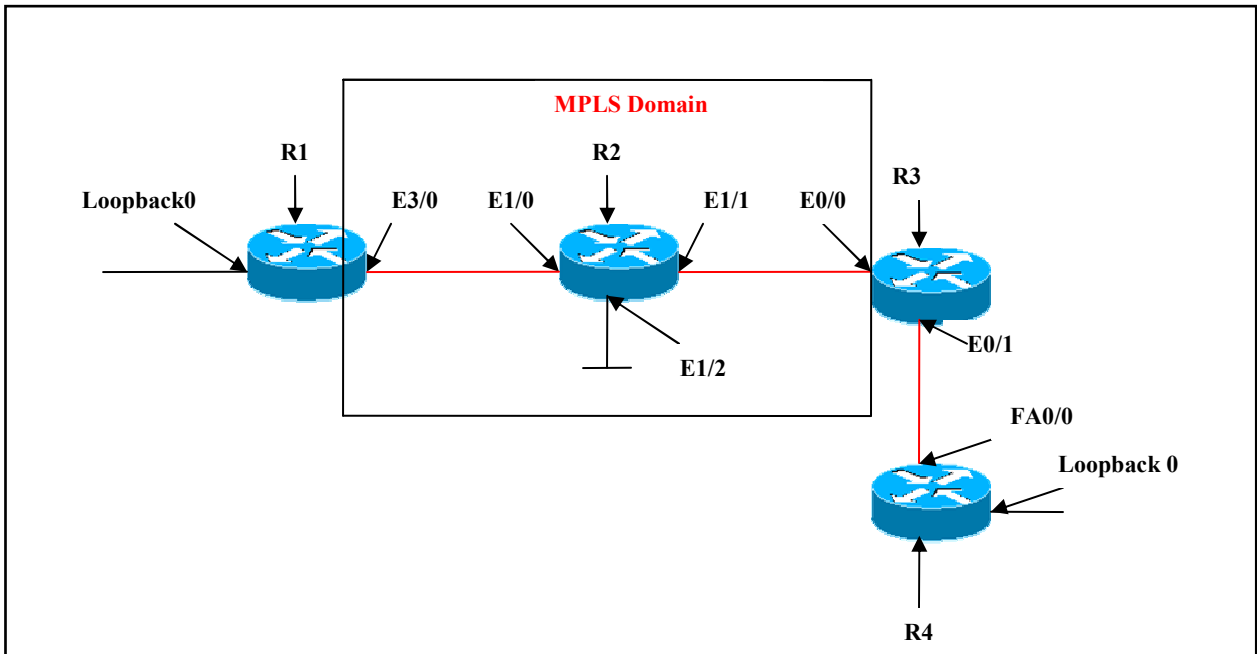 MPLS Domain
R1
R2
R3
Loopback0
E3/0
E1/0
E1/1
E0/0
E0/1
E1/2
FA0/0
Loopback 0
R4